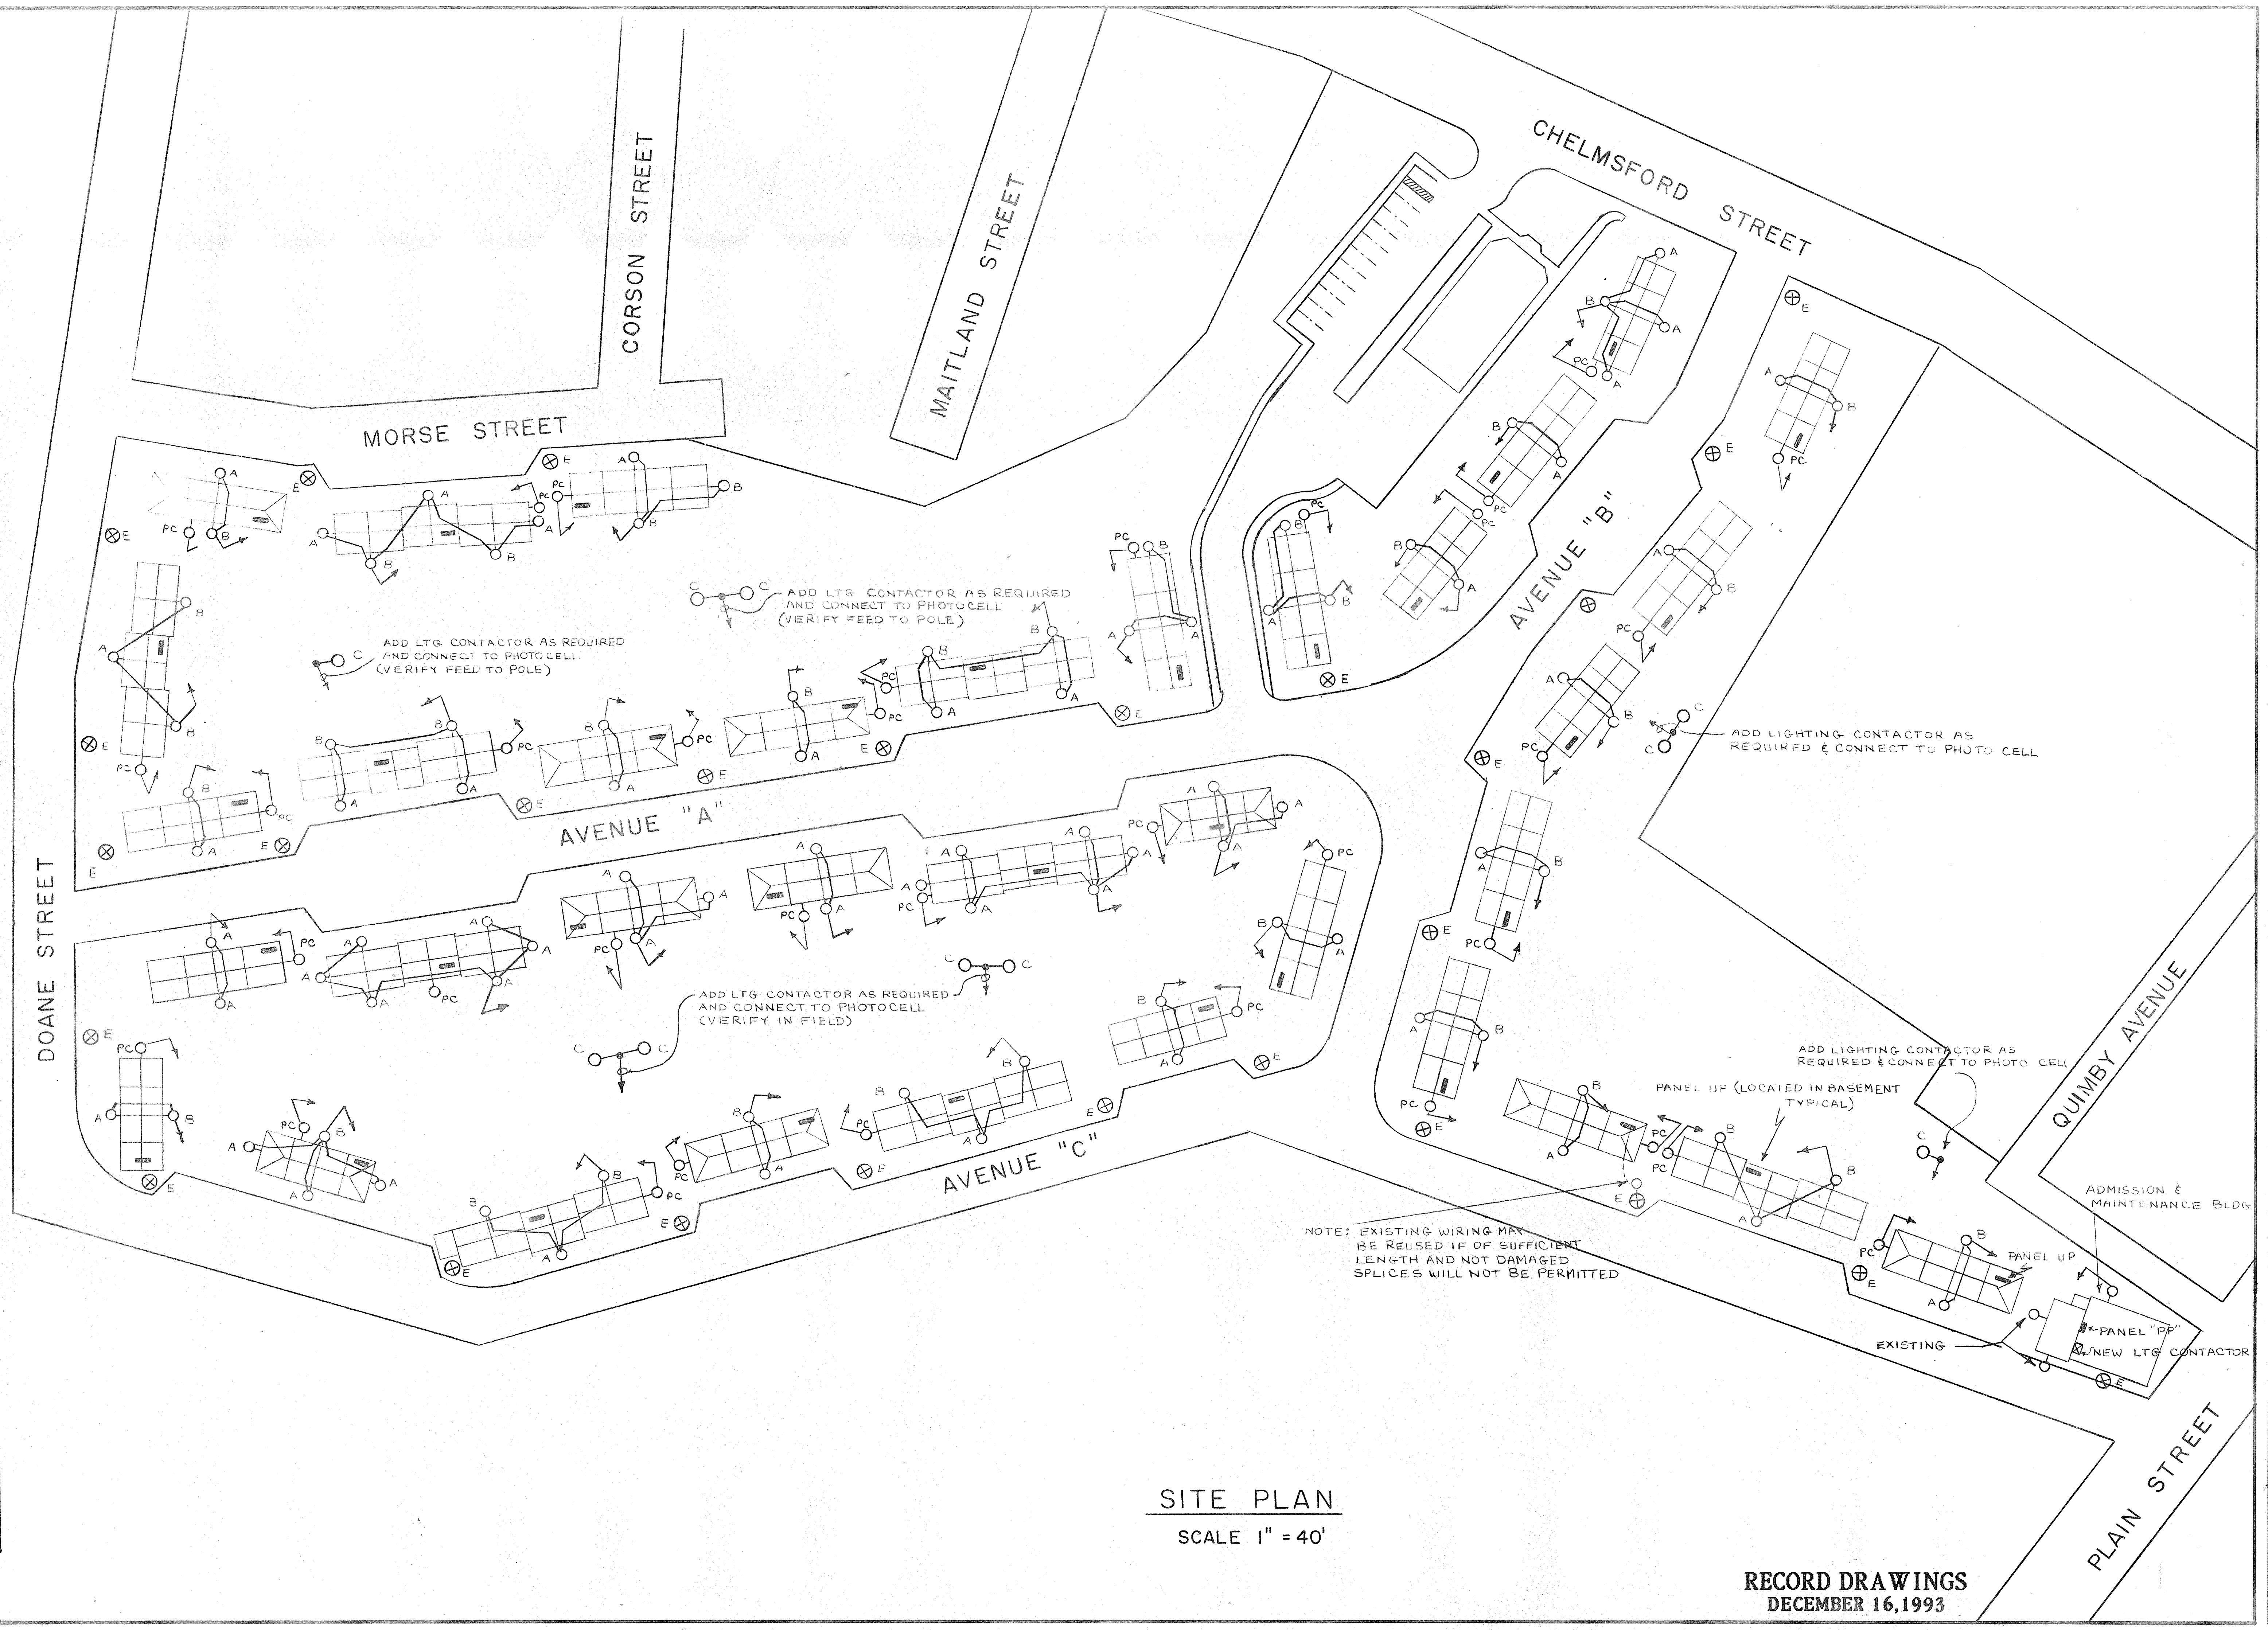 CHELMSFORD STREET
CORSON STREET
MAITLAND STREET
MORSE STREET
AVENUE "B"
ADD LTG CONTACTOR AS REQUIRED
AND CONNECT TO PHOTOCELL
(VERIFY FEED TO POLE)
ADD LTG CONTACTOR AS REQUIRED
AND CONNECT TO PHOTOCELL
(VERIFY FEED TO POLE)
ADD LIGHTING CONTACTOR AS
REQUIRED & CONNECT TO PHOTO CELL
AVENUE "A"
DOANE STREET
ADD LTG CONTACTOR AS REQUIRED
AND CONNECT TO PHOTOCELL
(VERIFY IN FIELD)
QUIMBY AVENUE
ADD LIGHTING CONTACTOR AS
REQUIRED & CONNECT TO PHOTO CELL
PANEL UP (LOCATED IN BASEMENT
TYPICAL)
AVENUE "C"
ADMISSION &
MAINTENANCE BLDG
NOTE: EXISTING WIRING MAY
BE REUSED IF OF SUFFICIENT
LENGTH AND NOT DAMAGED
SPLICES WILL NOT BE PERMITTED
PANEL UP
PANEL "PP"
EXISTING
NEW LTG CONTACTOR
PLAIN STREET
SITE PLAN
SCALE 1" = 40'
RECORD DRAWINGS
DECEMBER 16, 1993